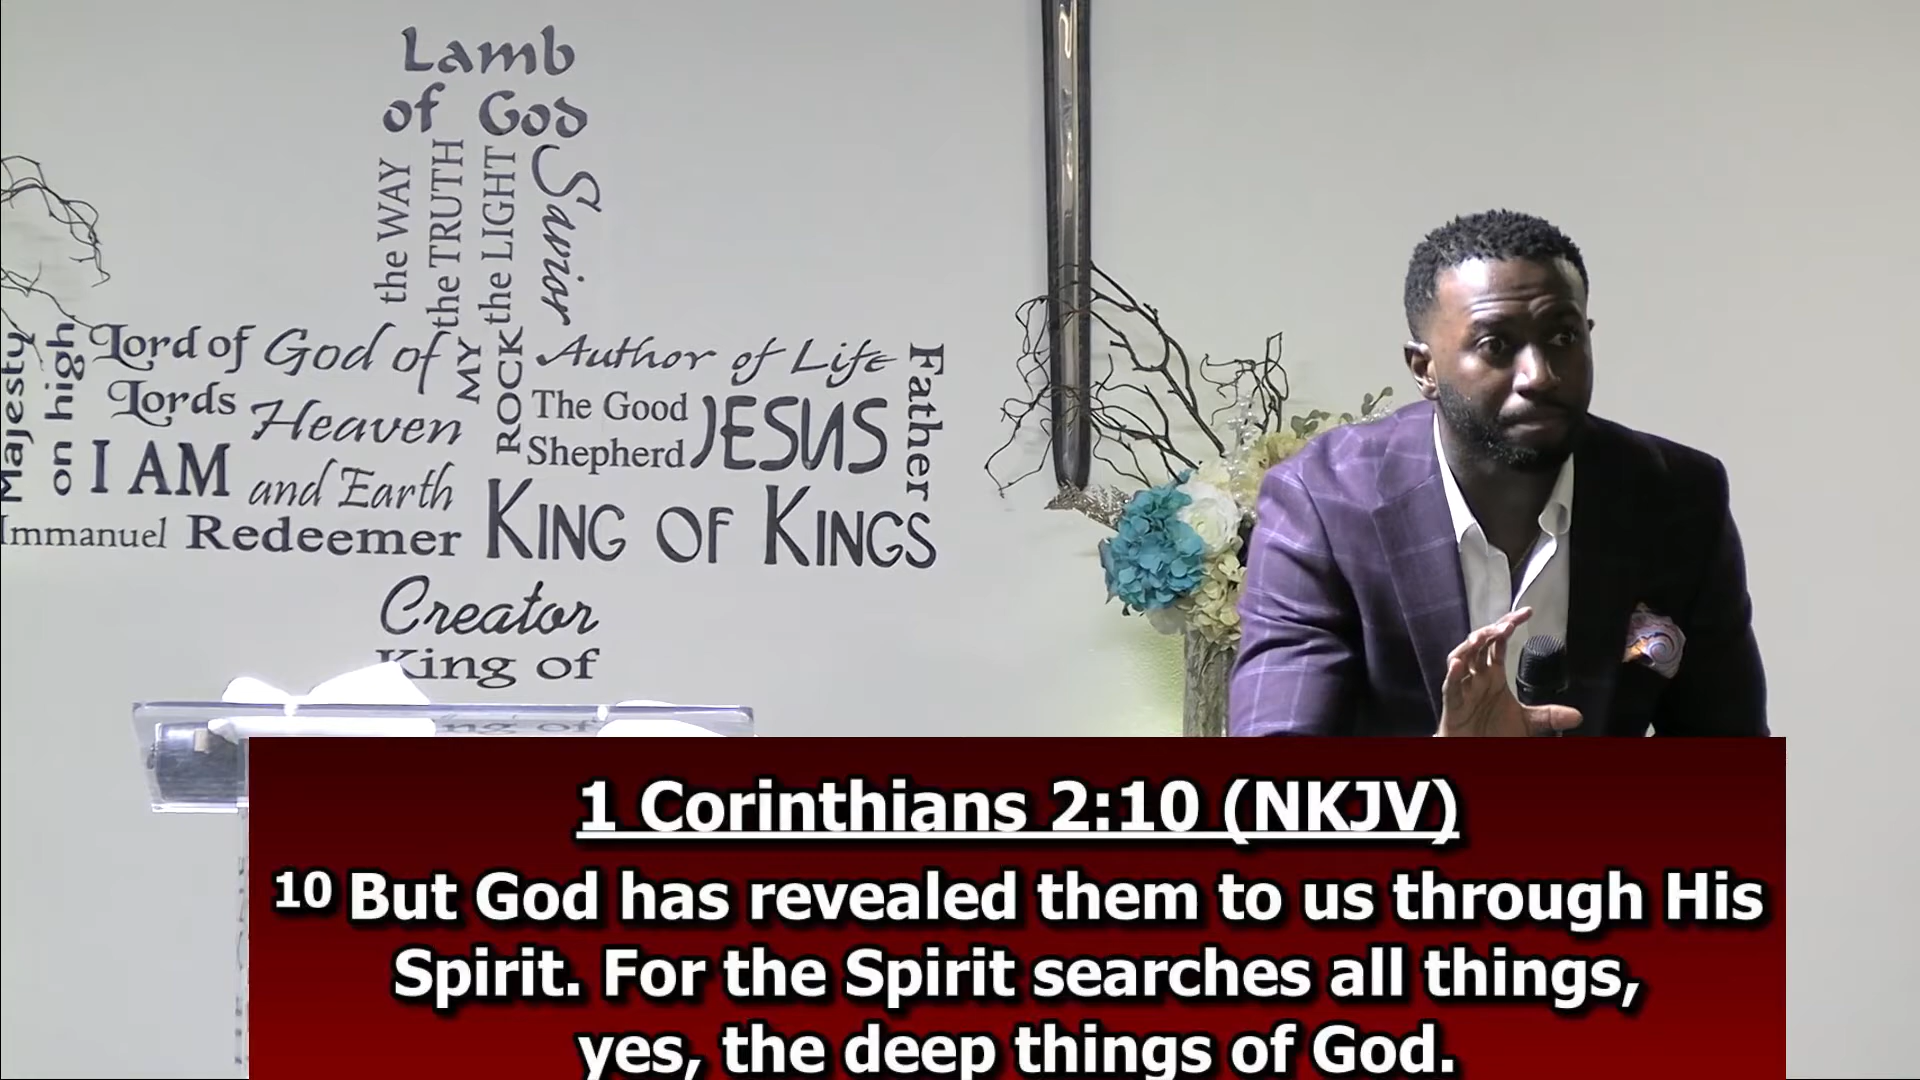 Lamb
of God
the WAY
the TRUTH
the LIGHT
Savior
Majesty
on high
Lord of
Lords
God of
Heaven
and Earth
MY
ROCK
Author of Life
The Good
Shepherd
JESUS
Father
I AM
Immanuel
Redeemer
KING OF KINGS
Creator
King of
1 Corinthians 2:10 (NKJV)
10 But God has revealed them to us through His
Spirit. For the Spirit searches all things,
yes, the deep things of God.